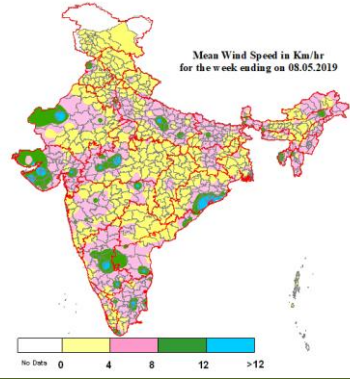 Mean Wind Speed in Km/hr
for the week ending on 08.05.2019
No Data 0 4 8 12 >12